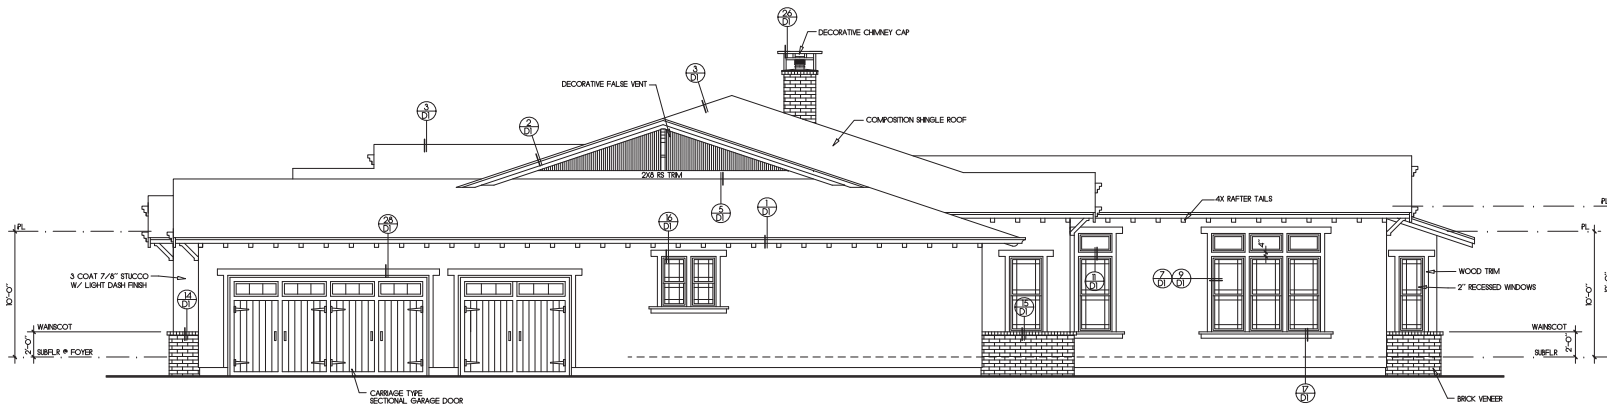 26
D1
DECORATIVE CHIMNEY CAP
3
D1
DECORATIVE FALSE VENT
3
D1
2
D1
COMPOSITION SHINGLE ROOF
2X8 RS TRIM
5
D1
1
D1
16
D1
28
D1
4X RAFTER TAILS
PL
PL
PL
3 COAT 7/8" STUCCO
W/ LIGHT DASH FINISH
14
D1
10'-0"
2'-0"
WAINSCOT
SUBFLR @ FOYER
CARRIAGE TYPE
SECTIONAL GARAGE DOOR
15
D1
11
D1
7
D1
9
D1
17
D1
WOOD TRIM
2" RECESSED WINDOWS
WAINSCOT
SUBFLR
2'-0"
10'-0"
BRICK VENEER